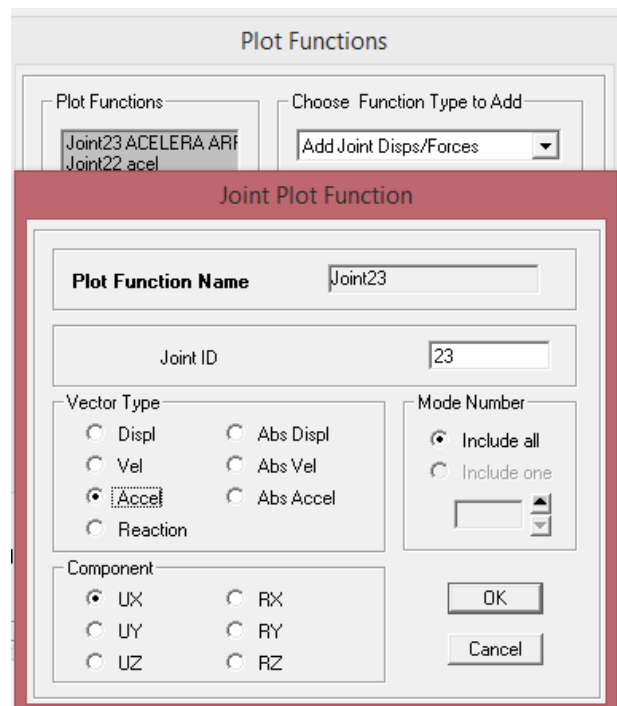 Plot Functions
Plot Functions
Choose Function Type to Add
Joint23 ACELERA ARF
Joint22 acel
Add Joint Disps/Forces
Joint Plot Function
Plot Function Name
Joint23
Joint ID
23
Vector Type
Displ
Abs Displ
Vel
Abs Vel
Accel
Abs Accel
Reaction
Mode Number
Include all
Include one
Component
UX
RX
UY
RY
UZ
RZ
OK
Cancel